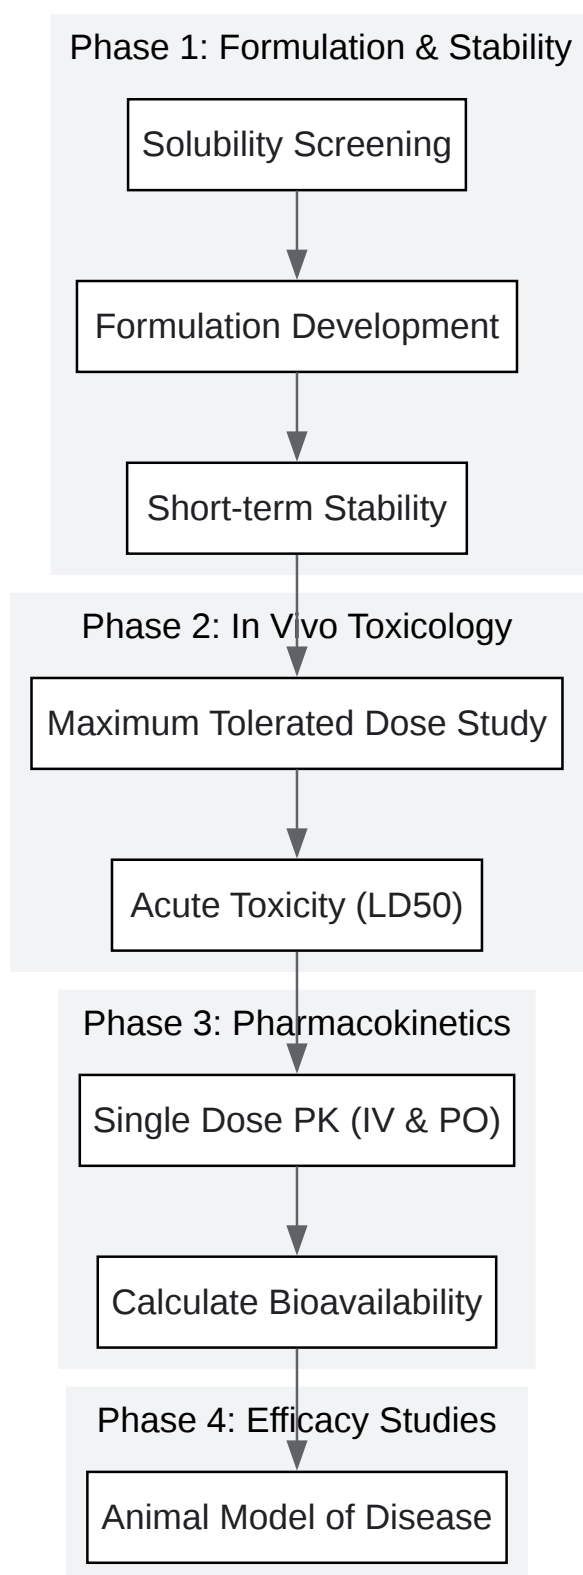 Phase 1: Formulation & Stability
Solubility Screening
Formulation Development
Short-term Stability
Phase 2: In Vivo Toxicology
Maximum Tolerated Dose Study
Acute Toxicity (LD50)
Phase 3: Pharmacokinetics
Single Dose PK (IV & PO)
Calculate Bioavailability
Phase 4: Efficacy Studies
Animal Model of Disease